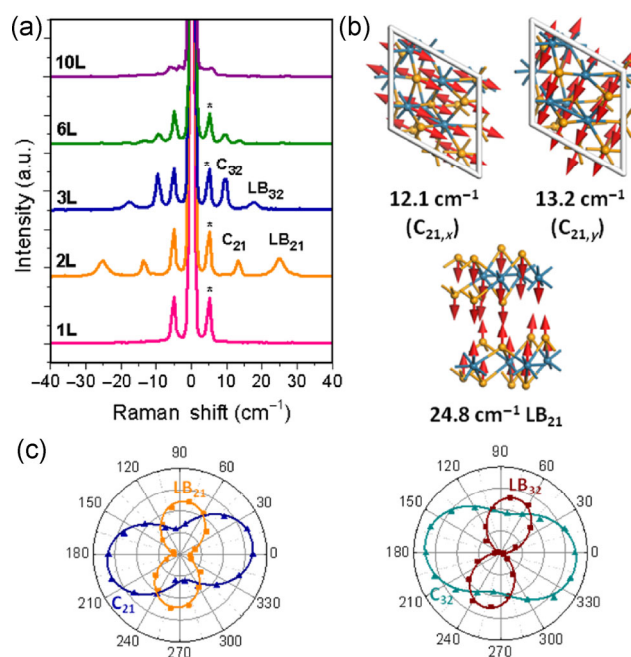 (a)
10L
6L
*
3L
* C₃₂
LB₃₂
2L
* C₂₁
LB₂₁
1L
*
Intensity (a.u.)
−40 −30 −20 −10 0 10 20 30 40
Raman shift (cm⁻¹)
(b)
12.1 cm⁻¹
(C₂₁,ₓ)
13.2 cm⁻¹
(C₂₁,y)
24.8 cm⁻¹ LB₂₁
(c)
90
120 60
150 LB₂₁ 30
180 0
210 C₂₁ 330
240 300
270
90
120 60
150 LB₃₂ 30
180 0
210 C₃₂ 330
240 300
270